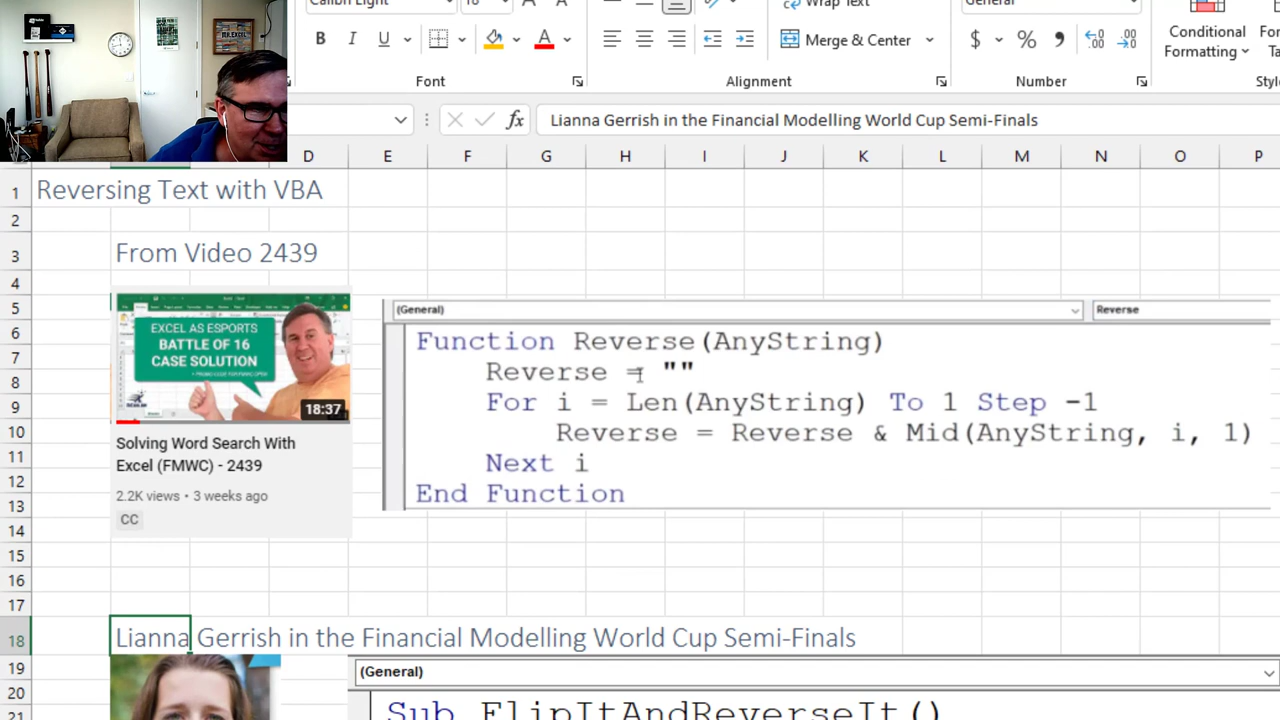 Calibri Light
18
A
A
Wrap Text
General
B I U
A
Merge & Center
$ % 9
Conditional
Formatting
Font
Alignment
Number
fx
Lianna Gerrish in the Financial Modelling World Cup Semi-Finals
D E F G H I J K L M N O P
1
Reversing Text with VBA
2
3
From Video 2439
4
5
(General)
Reverse
EXCEL AS ESPORTS
BATTLE OF 16
CASE SOLUTION
18:37
Solving Word Search With
Excel (FMWC) - 2439
2.2K views • 3 weeks ago
CC
6
7
8
9
10
11
12
13
14
15
16
17
Function Reverse(AnyString)
Reverse = ""
For i = Len(AnyString) To 1 Step -1
Reverse = Reverse & Mid(AnyString, i, 1)
Next i
End Function
18
Lianna Gerrish in the Financial Modelling World Cup Semi-Finals
19
20
21
(General)
Sub FlipItAndReverseIt()